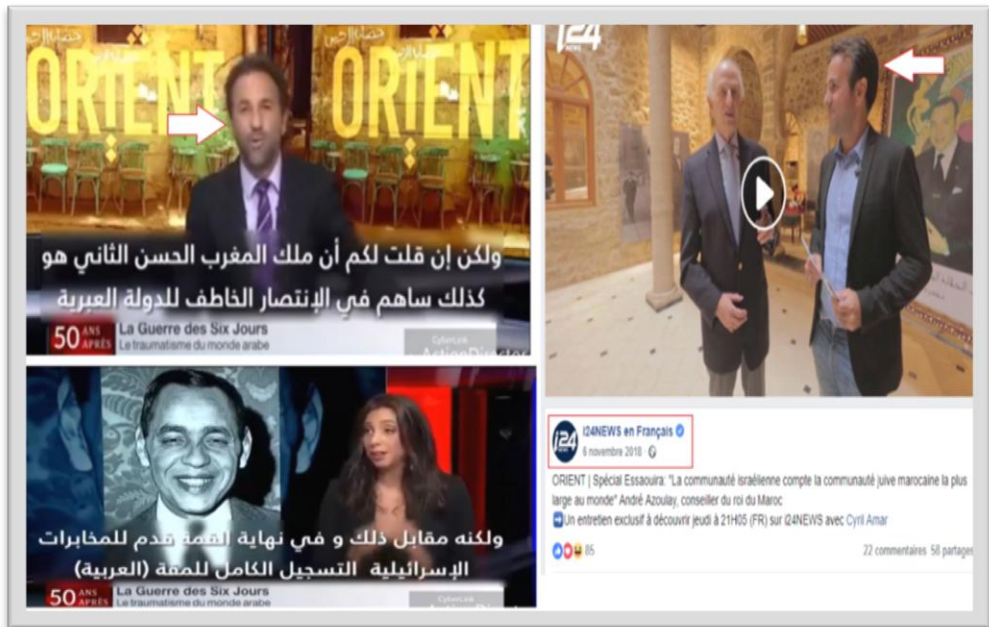 ORIENT
ORIENT
ولكن إن قلت لكم أن ملك المغرب الحسن الثاني هو
كذلك ساهم في الإنتصار الخاطف للدولة العبرية
50 ANS APRÈS
La Guerre des Six Jours
Le traumatisme du monde arabe
CyberLink
ActionDirector
ولكنه مقابل ذلك و في نهاية القمة قدم للمخابرات
الإسرائيلية التسجيل الكامل للمقة (العربية)
50 ANS APRÈS
La Guerre des Six Jours
Le traumatisme du monde arabe
CyberLink
i24
NEWS
i24NEWS en Français
6 novembre 2018
ORIENT | Spécial Essaouira: "La communauté israélienne compte la communauté juive marocaine la plus
large au monde" André Azoulay, conseiller du roi du Maroc
Un entretien exclusif à découvrir jeudi à 21H05 (FR) sur i24NEWS avec Cyril Amar
85
22 commentaires 58 partages